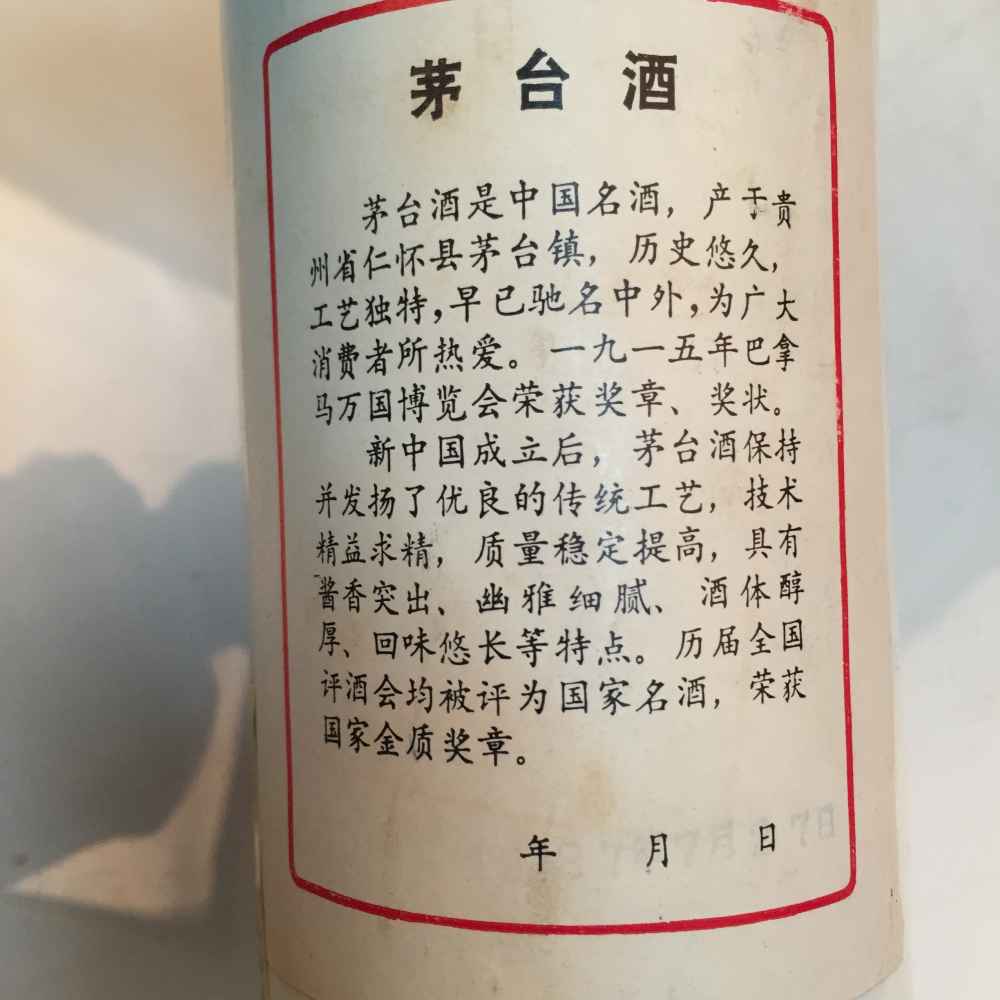 茅台酒
茅台酒是中国名酒，产于贵
州省仁怀县茅台镇，历史悠久，
工艺独特，早已驰名中外，为广大
消费者所热爱。一九一五年巴拿
马万国博览会荣获奖章、奖状。
新中国成立后，茅台酒保持
并发扬了优良的传统工艺，技术
精益求精，质量稳定提高，具有
酱香突出、幽雅细腻、酒体醇
厚、回味悠长等特点。历届全国
评酒会均被评为国家名酒，荣获
国家金质奖章。
年 月 日